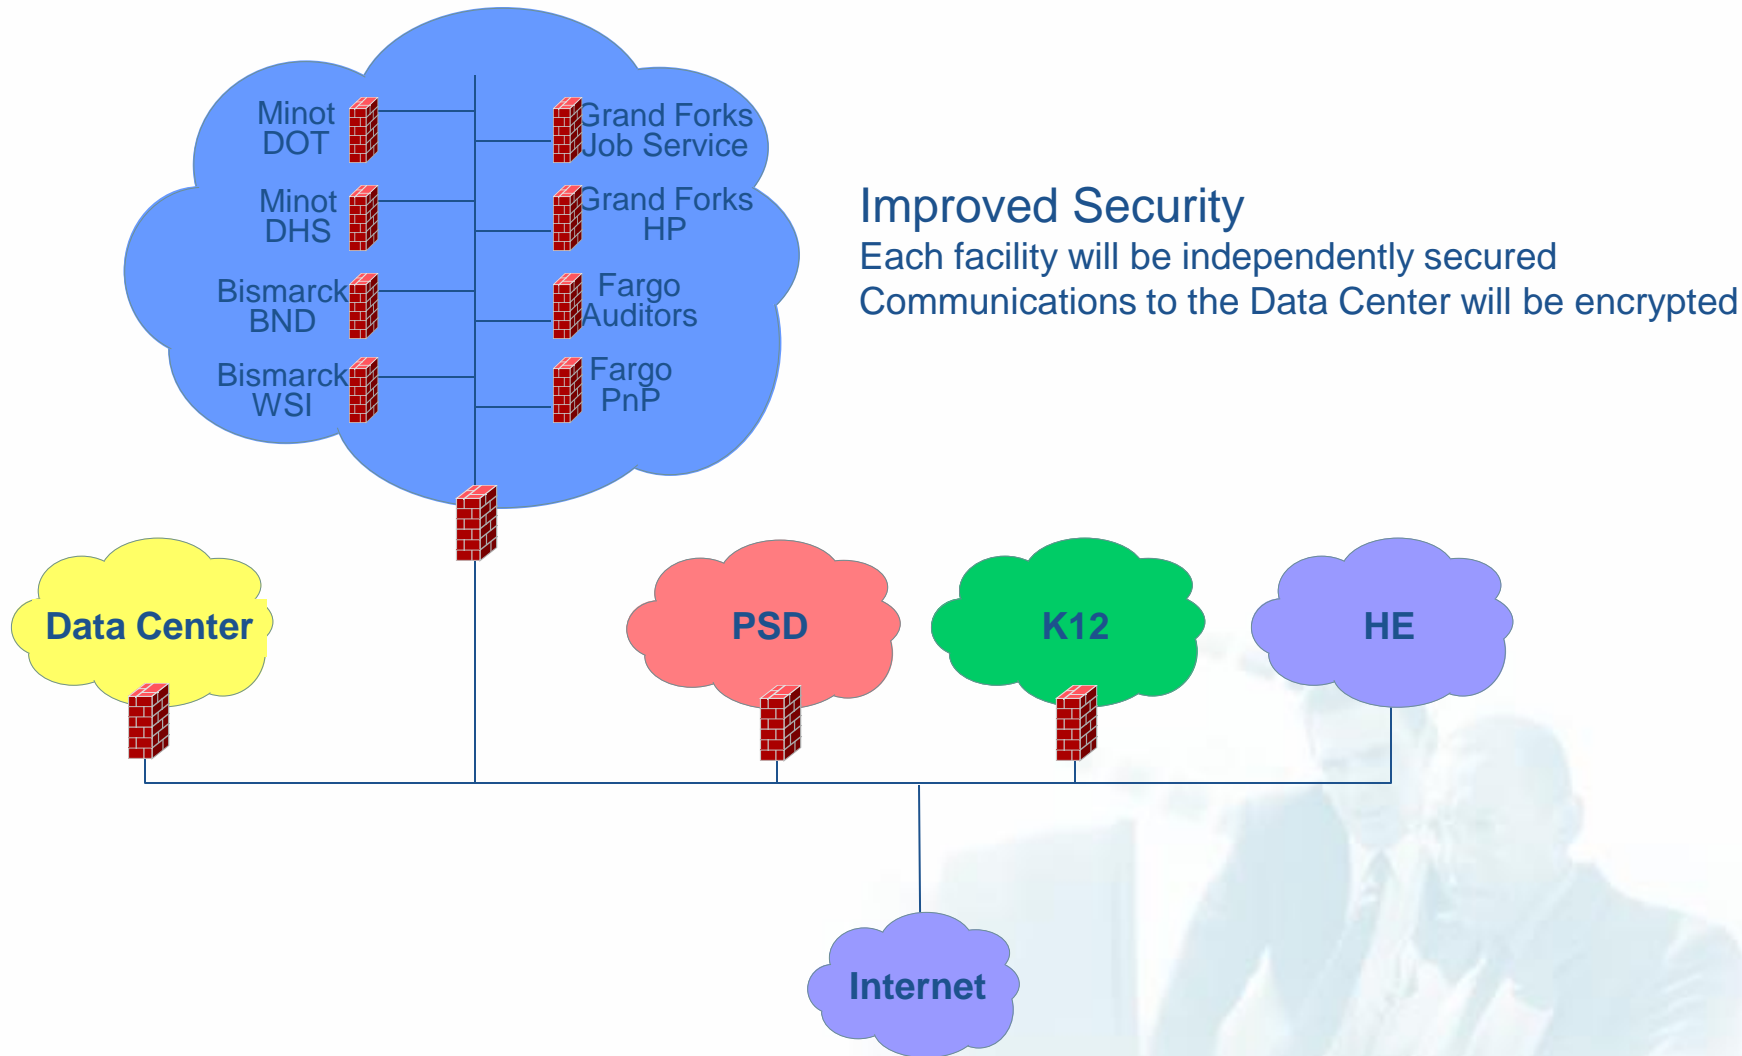 Minot
DOT
Grand Forks
Job Service
Minot
DHS
Grand Forks
HP
Bismarck
BND
Fargo
Auditors
Bismarck
WSI
Fargo
PnP
Improved Security
Each facility will be independently secured
Communications to the Data Center will be encrypted
Data Center
PSD
K12
HE
Internet